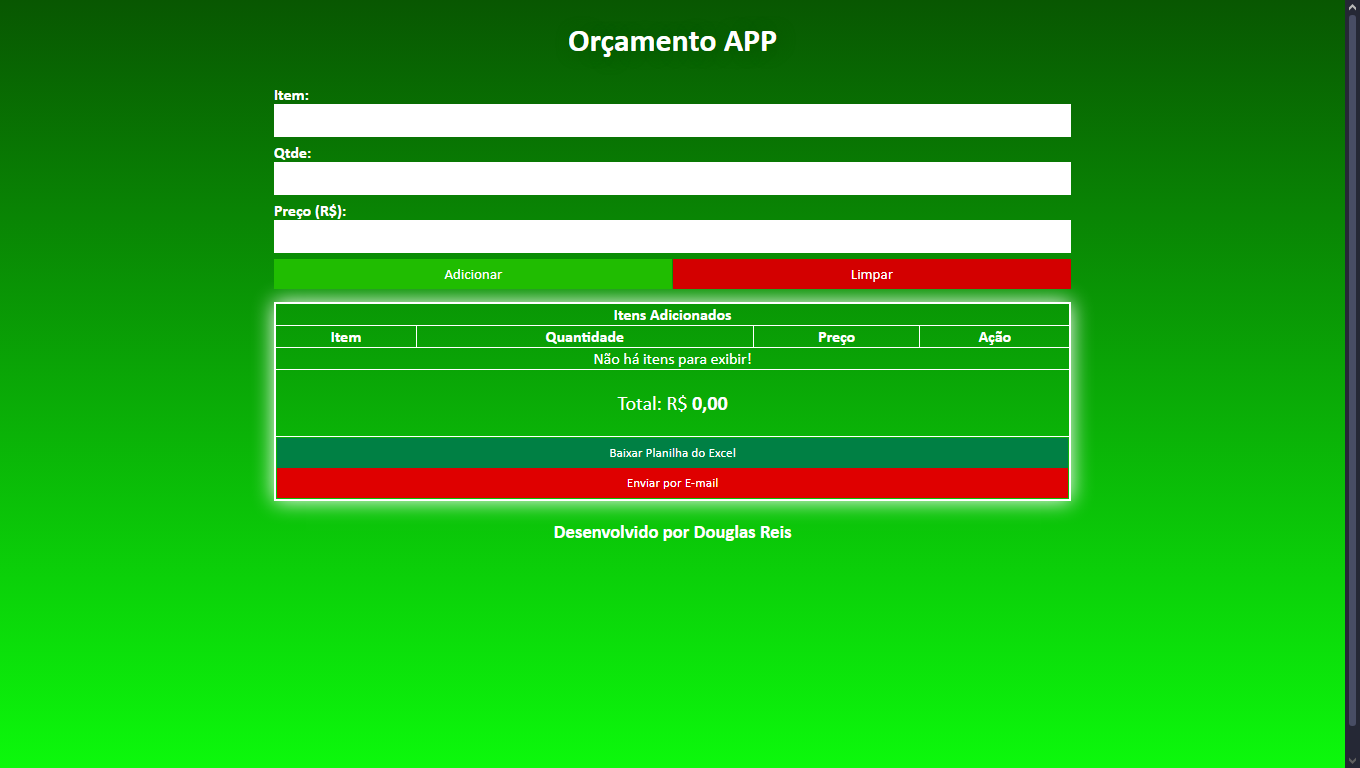 Orçamento APP
Item:
Qtde:
Preço (R$):
Adicionar Limpar
Itens Adicionados
Item Quantidade Preço Ação
Não há itens para exibir!
Total: R$ 0,00
Baixar Planilha do Excel
Enviar por E-mail
Desenvolvido por Douglas Reis